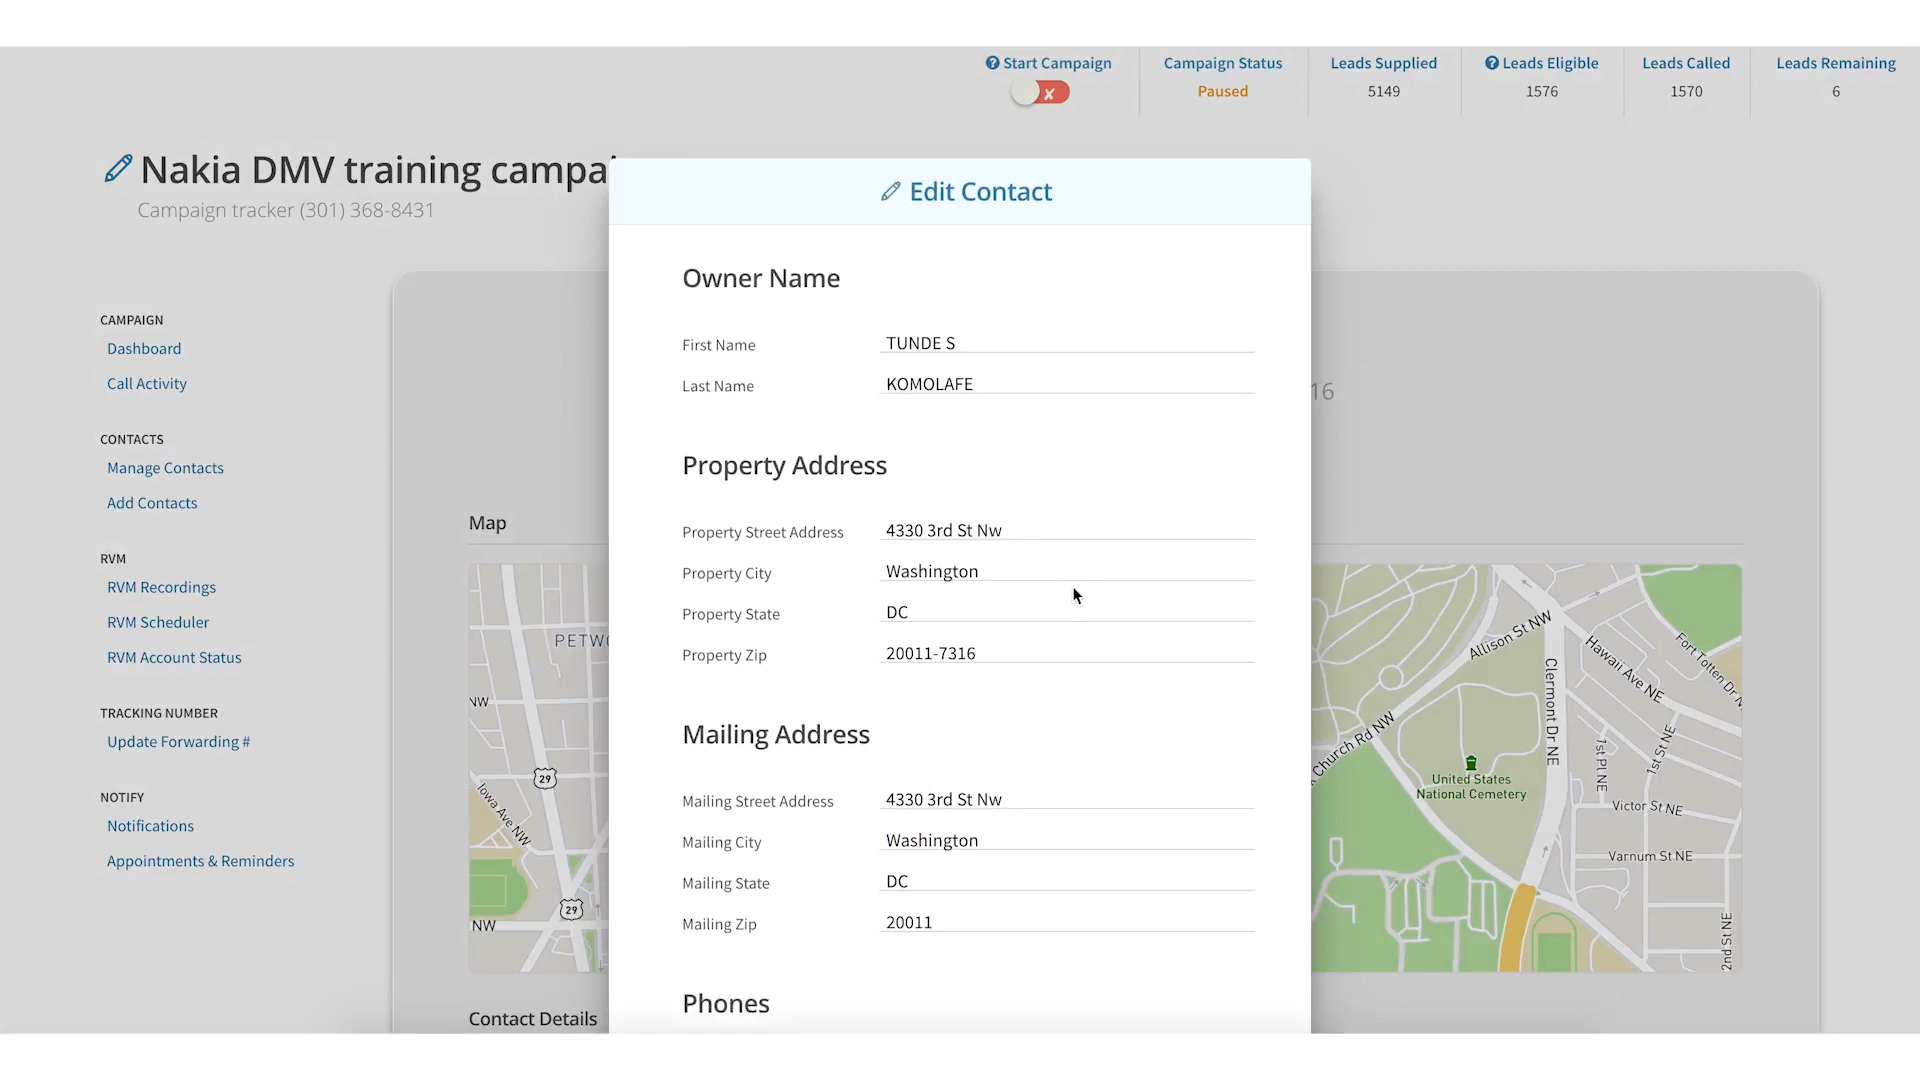 Start Campaign
Campaign Status
Leads Supplied
Leads Eligible
Leads Called
Leads Remaining
Paused
5149
1576
1570
6
Nakia DMV training campai
Campaign tracker (301) 368-8431
CAMPAIGN
Dashboard
Call Activity
CONTACTS
Manage Contacts
Add Contacts
RVM
RVM Recordings
RVM Scheduler
RVM Account Status
TRACKING NUMBER
Update Forwarding #
NOTIFY
Notifications
Appointments & Reminders
Edit Contact
Owner Name
First Name TUNDE S
Last Name KOMOLAFE
Property Address
Property Street Address 4330 3rd St Nw
Property City Washington
Property State DC
Property Zip 20011-7316
Mailing Address
Mailing Street Address 4330 3rd St Nw
Mailing City Washington
Mailing State DC
Mailing Zip 20011
Phones
16
Map
PETW
NW
29
Iowa Ave NW
29
NW
Allison St NW
Hawaii Ave NE
Fort Totten Dr N
Clermont Dr NE
Church Rd NW
1st PL NE
1st St NE
United States
National Cemetery
Victor St NE
Varnum St NE
2nd St NE
Contact Details